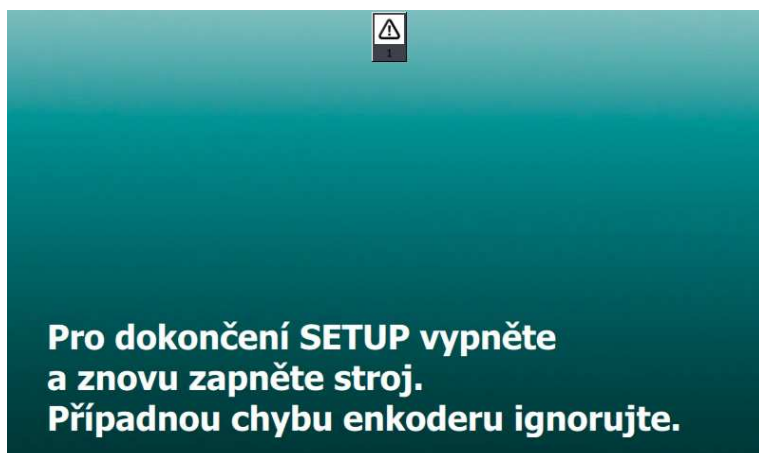 1
Pro dokončení SETUP vypněte
a znovu zapněte stroj.
Případnou chybu enkoderu ignorujte.